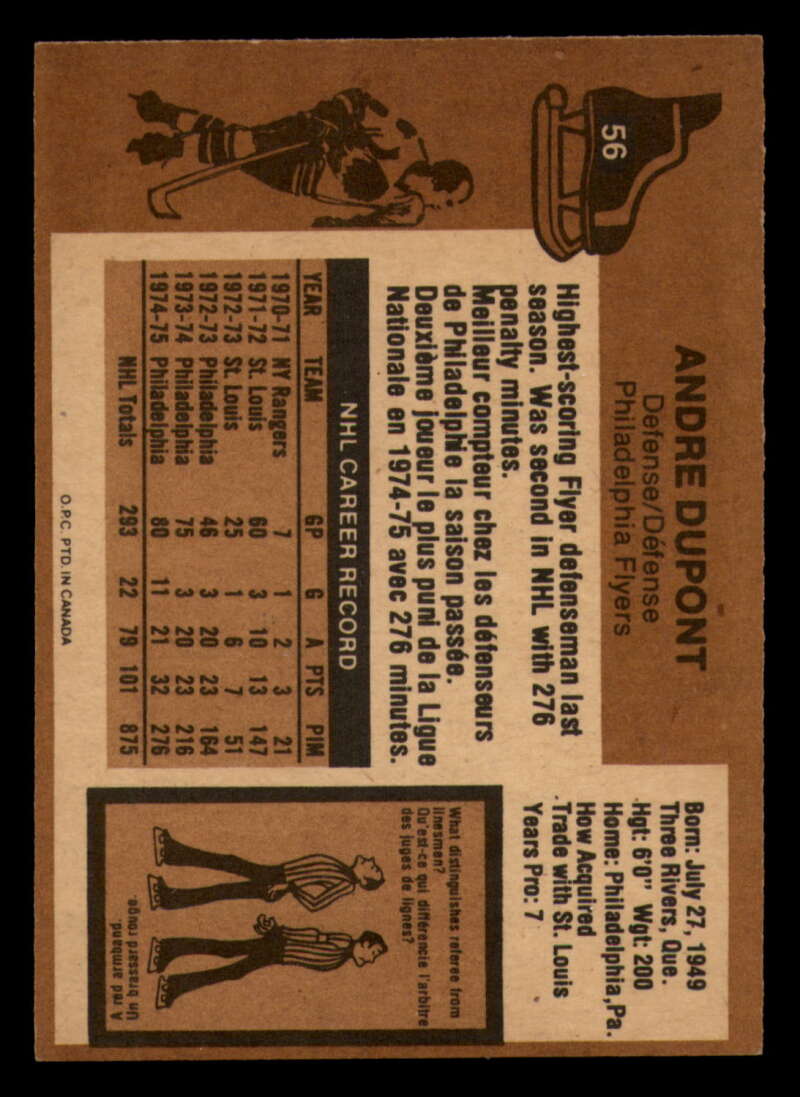 56
ANDRE DUPONT
Defense/Défense
Philadelphia Flyers
Highest-scoring Flyer defenseman last
season. Was second in NHL with 276
penalty minutes.
Meilleur compteur chez les défenseurs
de Philadelphie la saison passée.
Deuxième joueur le plus puni de la Ligue
Nationale en 1974-75 avec 276 minutes.
NHL CAREER RECORD
YEAR TEAM GP G A PTS PIM
1970-71 NY Rangers 7 1 2 3 21
1971-72 St. Louis 60 3 10 13 147
1972-73 St. Louis 25 1 6 7 51
1972-73 Philadelphia 46 3 20 23 164
1973-74 Philadelphia 75 3 20 23 216
1974-75 Philadelphia 80 11 21 32 276
NHL Totals 293 22 79 101 875
O.P.C. PTD. IN CANADA
Born: July 27, 1949
Three Rivers, Que.
Hgt: 6'0" Wgt: 200
Home: Philadelphia, Pa.
How Acquired
Trade with St. Louis
Years Pro: 7
What distinguishes referee from
linesmen?
Qu'est-ce qui différencie l'arbitre
des juges de lignes?
A red armband.
Un brassard rouge.